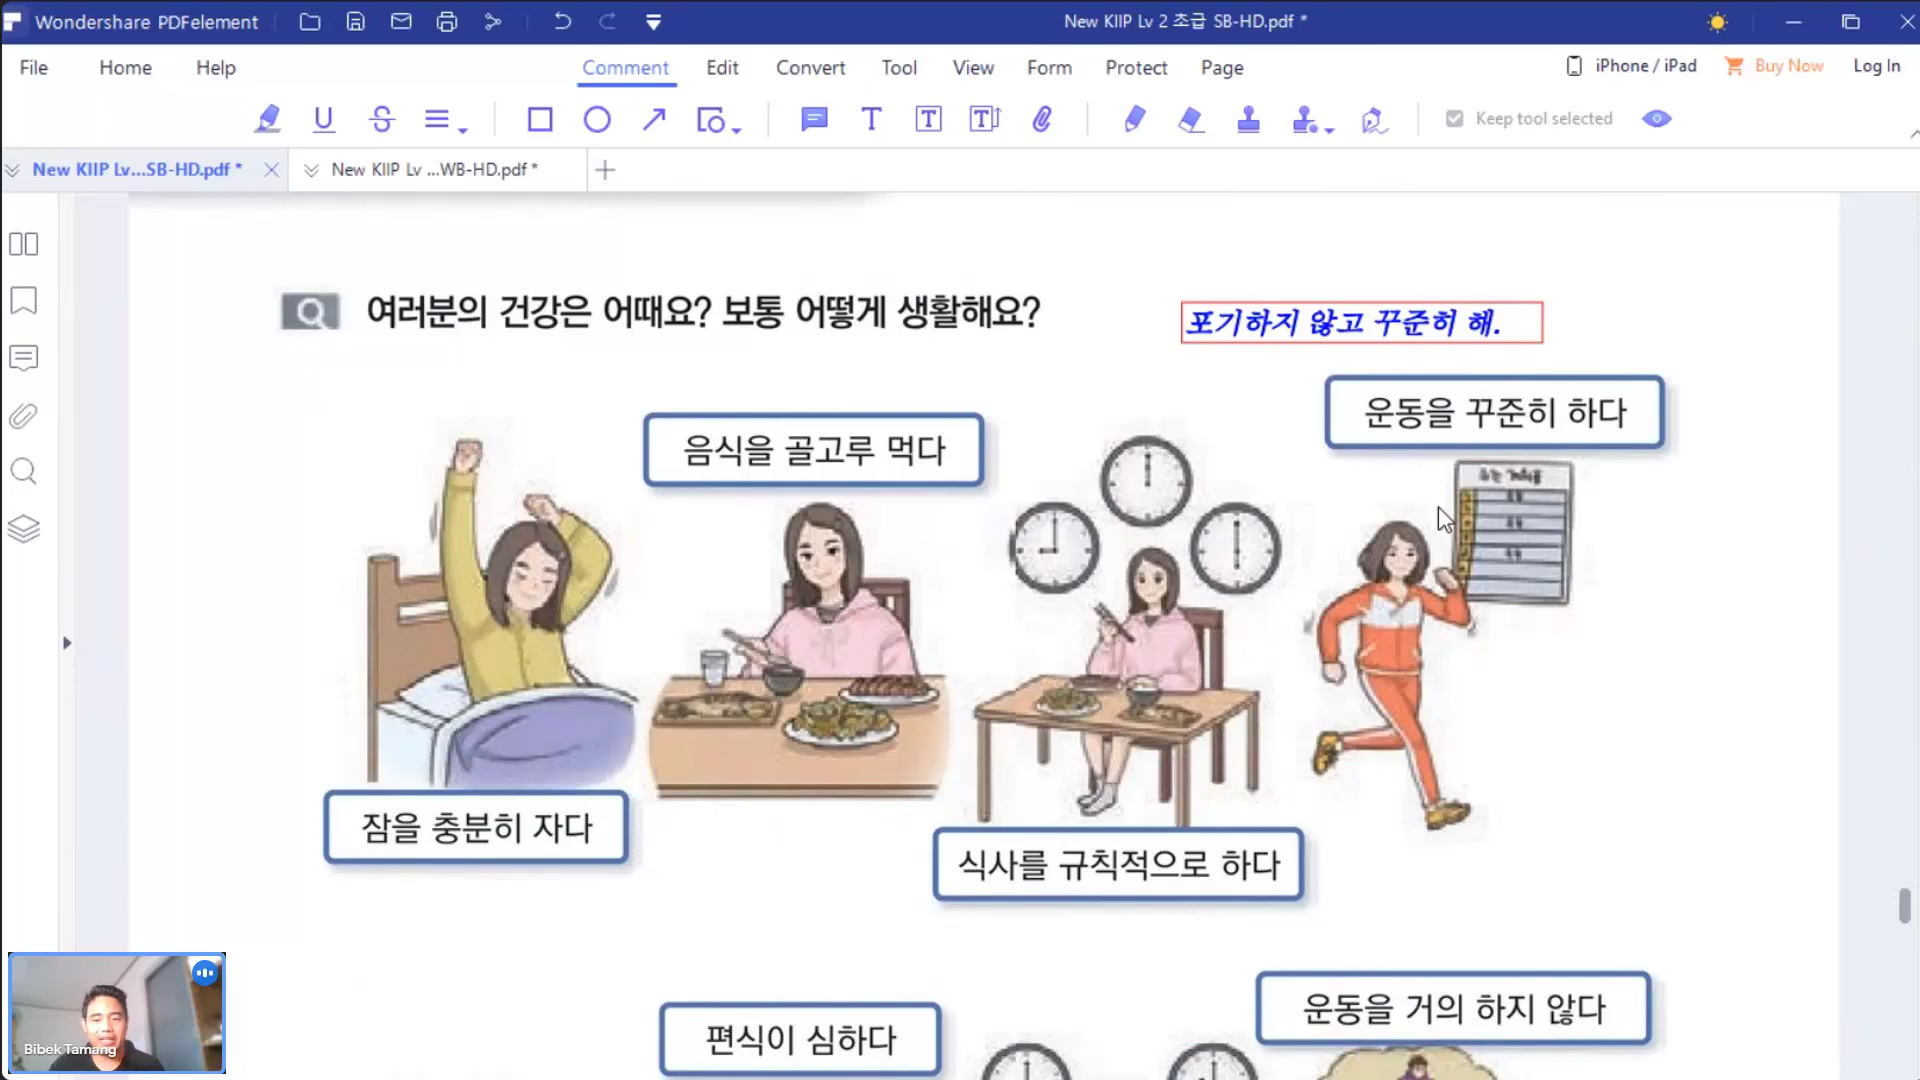 Wondershare PDFelement
New KIIP Lv 2 초급 SB-HD.pdf *
File Home Help Comment Edit Convert Tool View Form Protect Page iPhone / iPad Buy Now Log In
Keep tool selected
New KIIP Lv...SB-HD.pdf *
New KIIP Lv ...WB-HD.pdf *
여러분의 건강은 어때요? 보통 어떻게 생활해요?
포기하지 않고 꾸준히 해.
운동을 꾸준히 하다
음식을 골고루 먹다
잠을 충분히 자다
식사를 규칙적으로 하다
운동을 거의 하지 않다
편식이 심하다
Bibek Tamang